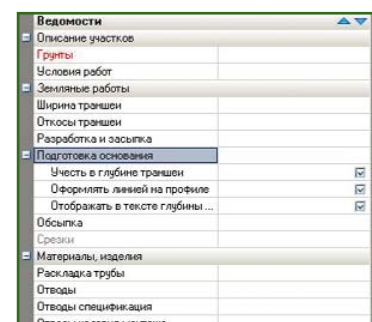 Ведомости
Описание участков
Грунты
Условия работ
Земляные работы
Ширина траншеи
Откосы траншеи
Разработка и засыпка
Подготовка основания
Учесть в глубине траншеи
Оформлять линией на профиле
Отображать в тексте глубины ...
Обсыпка
Срезки
Материалы, изделия
Раскладка трубы
Отводы
Отводы спецификация